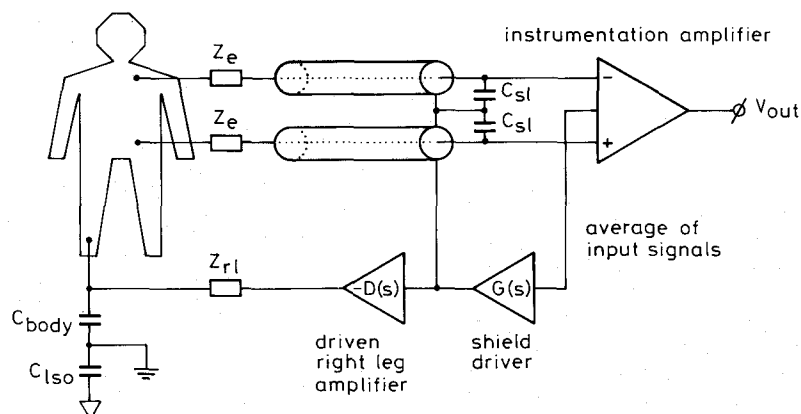 instrumentation amplifier
Z_e
C_sl
−
V_out
Z_e
C_sl
+
average of
input signals
Z_rl
-D(s)
G(s)
C_body
driven
right leg
amplifier
shield
driver
C_Iso